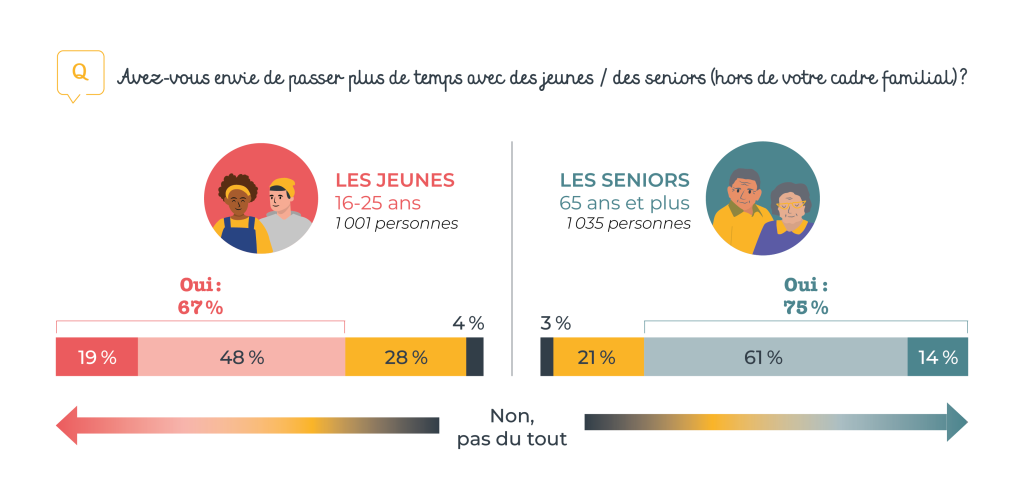 Q
Avez-vous envie de passer plus de temps avec des jeunes / des seniors (hors de votre cadre familial)?
LES JEUNES
16-25 ans
1 001 personnes
LES SENIORS
65 ans et plus
1 035 personnes
Oui :
67 %
4 %
19 %
48 %
28 %
Oui :
75 %
3 %
21 %
61 %
14 %
Non,
pas du tout